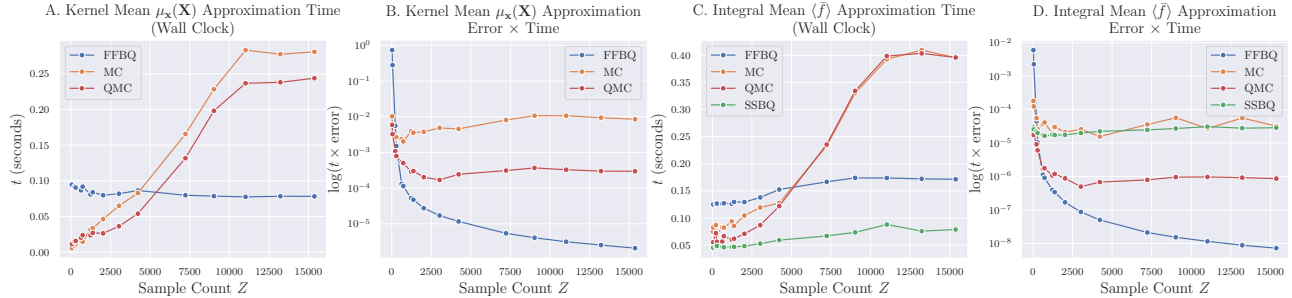 A. Kernel Mean μₓ(X) Approximation Time
(Wall Clock)
FFBQ
MC
QMC
0.25
0.20
0.15
0.10
0.05
0.00
t (seconds)
0 2500 5000 7500 10000 12500 15000
Sample Count Z
B. Kernel Mean μₓ(X) Approximation
Error × Time
FFBQ
MC
QMC
10⁰
10⁻¹
10⁻²
10⁻³
10⁻⁴
10⁻⁵
log(t × error)
0 2500 5000 7500 10000 12500 15000
Sample Count Z
C. Integral Mean ⟨f̄⟩ Approximation Time
(Wall Clock)
FFBQ
MC
QMC
SSBQ
0.40
0.35
0.30
0.25
0.20
0.15
0.10
0.05
t (seconds)
0 2500 5000 7500 10000 12500 15000
Sample Count Z
D. Integral Mean ⟨f̄⟩ Approximation
Error × Time
FFBQ
MC
QMC
SSBQ
10⁻²
10⁻³
10⁻⁴
10⁻⁵
10⁻⁶
10⁻⁷
10⁻⁸
log(t × error)
0 2500 5000 7500 10000 12500 15000
Sample Count Z